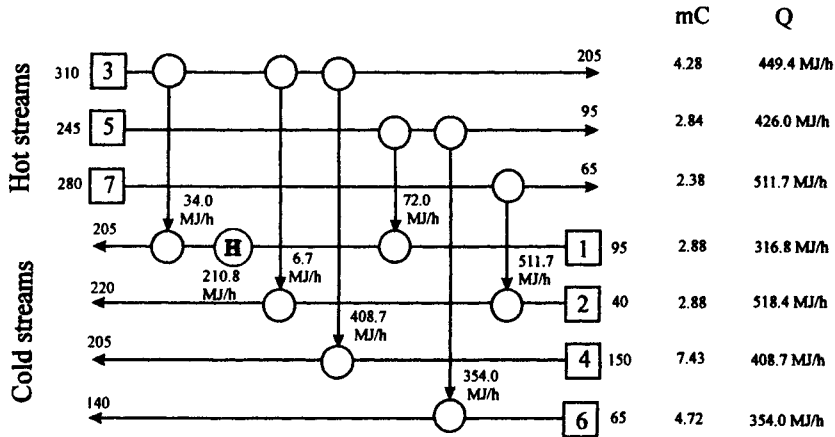 mC Q
Hot streams
310 3 205 4.28 449.4 MJ/h
245 5 95 2.84 426.0 MJ/h
280 7 65 2.38 511.7 MJ/h
34.0
MJ/h
72.0
MJ/h
Cold streams
205 H 1 95 2.88 316.8 MJ/h
210.8
MJ/h
6.7
MJ/h
511.7
MJ/h
220 2 40 2.88 518.4 MJ/h
408.7
MJ/h
205 4 150 7.43 408.7 MJ/h
354.0
MJ/h
140 6 65 4.72 354.0 MJ/h